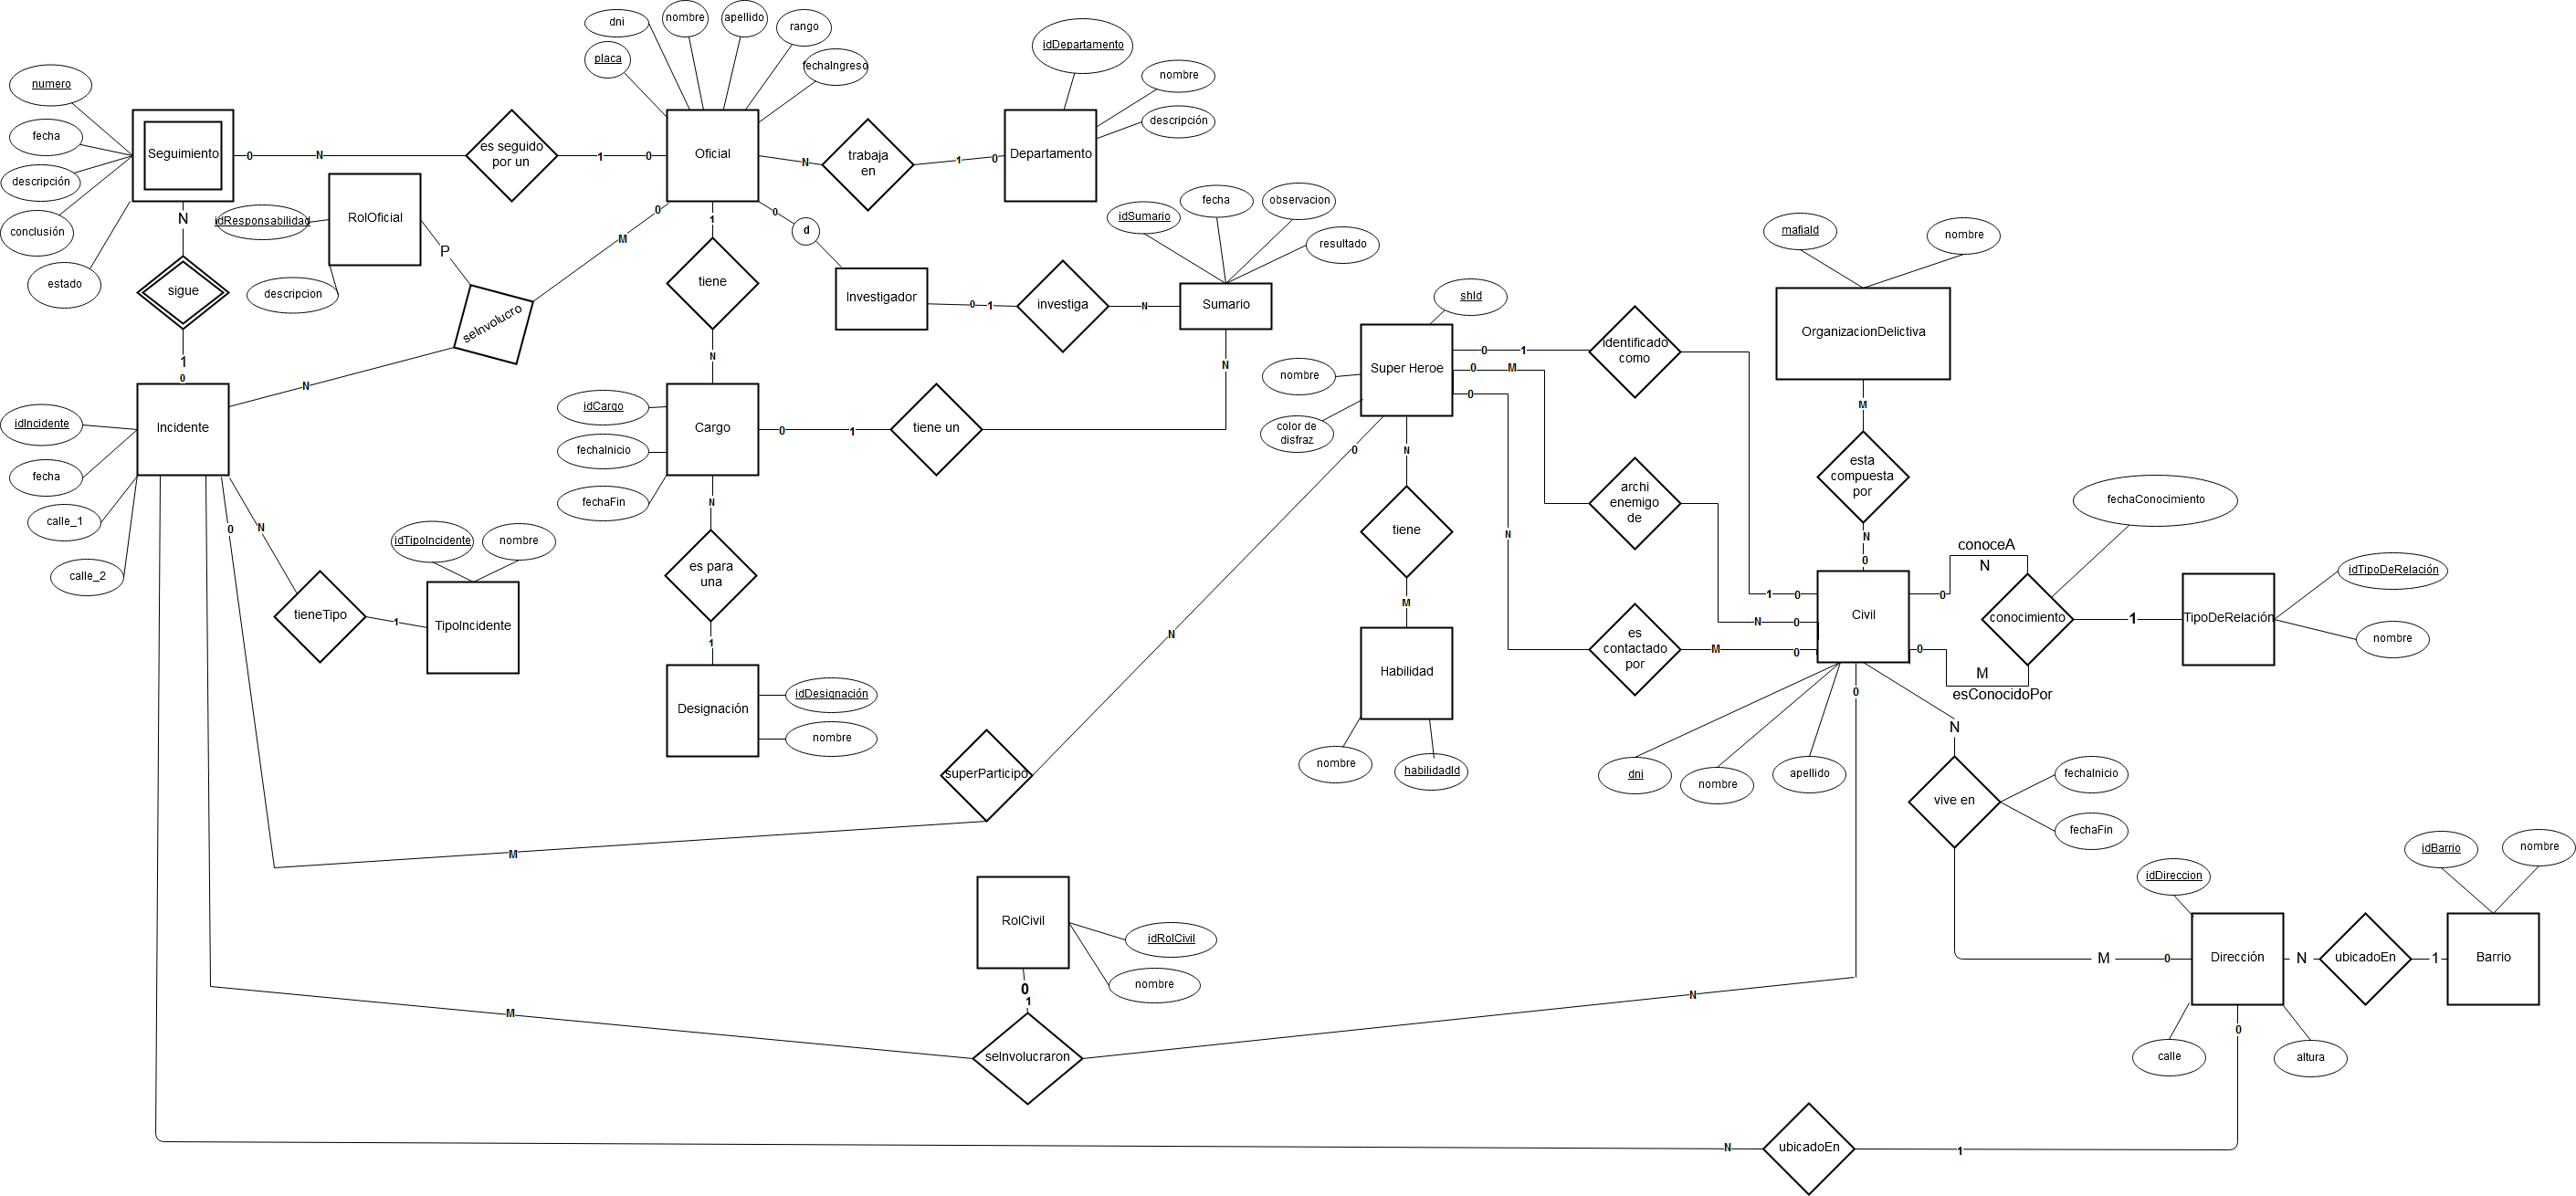 dni
nombre
apellido
rango
placa
fechaIngreso
idDepartamento
nombre
descripción
numero
fecha
descripción
conclusión
estado
Seguimiento
0
N
es seguido
por un
1
0
Oficial
N
trabaja
en
1
0
Departamento
RolOficial
idResponsabilidad
descripcion
P
seInvolucro
M
0
N
N
sigue
1
0
1
tiene
N
0
d
Investigador
0
1
investiga
N
Sumario
idSumario
fecha
observacion
resultado
N
Incidente
idIncidente
fecha
calle_1
calle_2
idCargo
fechaInicio
fechaFin
Cargo
0
1
tiene un
N
es para
una
1
Designación
idDesignación
nombre
0
N
tieneTipo
1
TipoIncidente
idTipoIncidente
nombre
shId
Super Heroe
nombre
color de
disfraz
0
1
Identificado
como
1
0
0
M
archi
enemigo
de
N
0
0
N
es
contactado
por
M
0
0
N
superParticipo
M
N
tiene
M
Habilidad
nombre
habilidadId
mafiaId
nombre
OrganizacionDelictiva
M
esta
compuesta
por
N
0
Civil
dni
nombre
apellido
conoceA
N
0
conocimiento
fechaConocimiento
0
M
esConocidoPor
1
TipoDeRelación
idTipoDeRelación
nombre
0
N
vive en
fechaInicio
fechaFin
M
0
Dirección
idDireccion
calle
altura
N
ubicadoEn
1
Barrio
idBarrio
nombre
RolCivil
idRolCivil
nombre
0
1
M
seInvolucraron
N
0
N
ubicadoEn
1